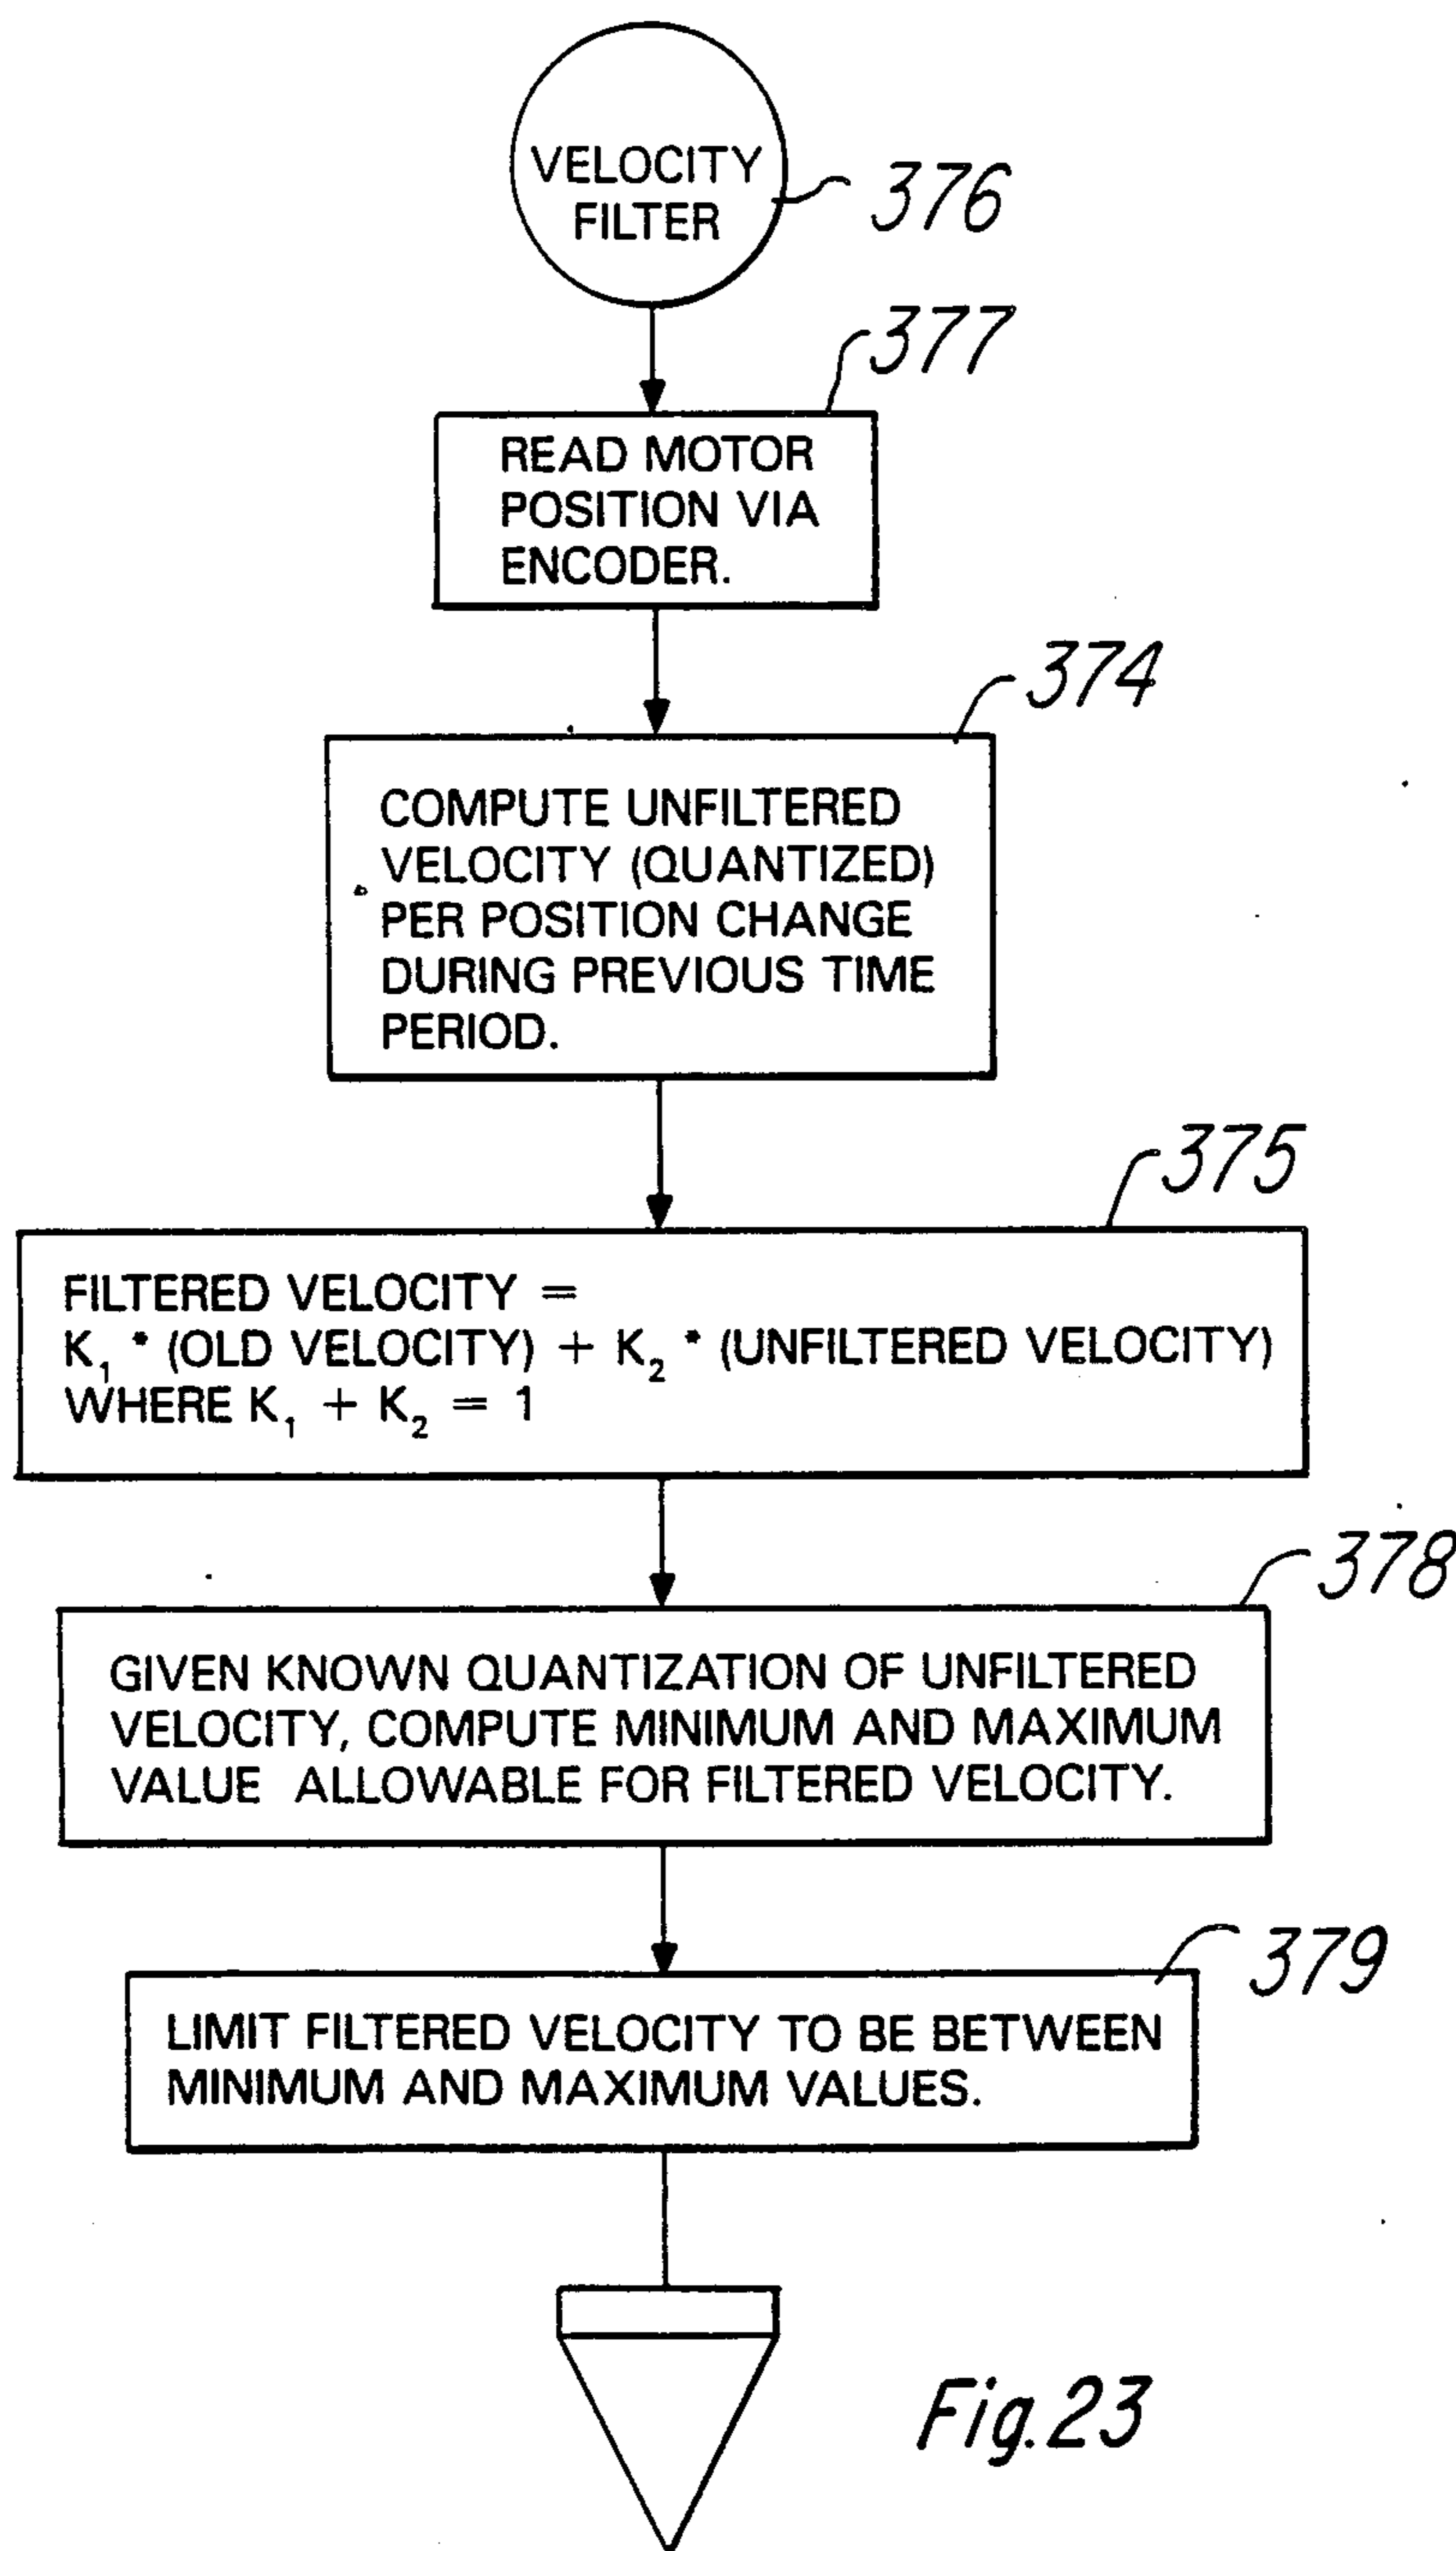 VELOCITY
FILTER
376
377
READ MOTOR
POSITION VIA
ENCODER.
374
COMPUTE UNFILTERED
VELOCITY (QUANTIZED)
PER POSITION CHANGE
DURING PREVIOUS TIME
PERIOD.
375
FILTERED VELOCITY =
K₁ * (OLD VELOCITY) + K₂ * (UNFILTERED VELOCITY)
WHERE K₁ + K₂ = 1
378
GIVEN KNOWN QUANTIZATION OF UNFILTERED
VELOCITY, COMPUTE MINIMUM AND MAXIMUM
VALUE ALLOWABLE FOR FILTERED VELOCITY.
379
LIMIT FILTERED VELOCITY TO BE BETWEEN
MINIMUM AND MAXIMUM VALUES.
Fig. 23